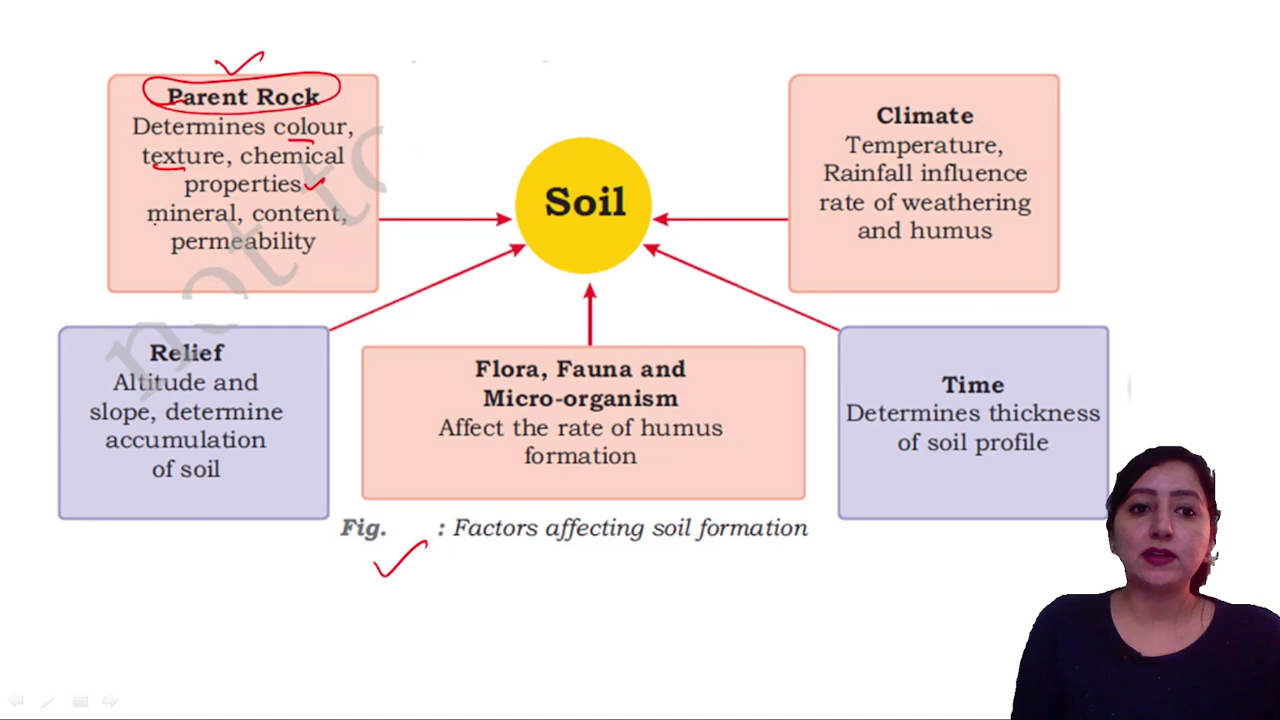 Parent Rock
Determines colour,
texture, chemical
properties
mineral, content,
permeability
Soil
Climate
Temperature,
Rainfall influence
rate of weathering
and humus
Relief
Altitude and
slope, determine
accumulation
of soil
Flora, Fauna and
Micro-organism
Affect the rate of humus
formation
Time
Determines thickness
of soil profile
Fig. : Factors affecting soil formation
not to